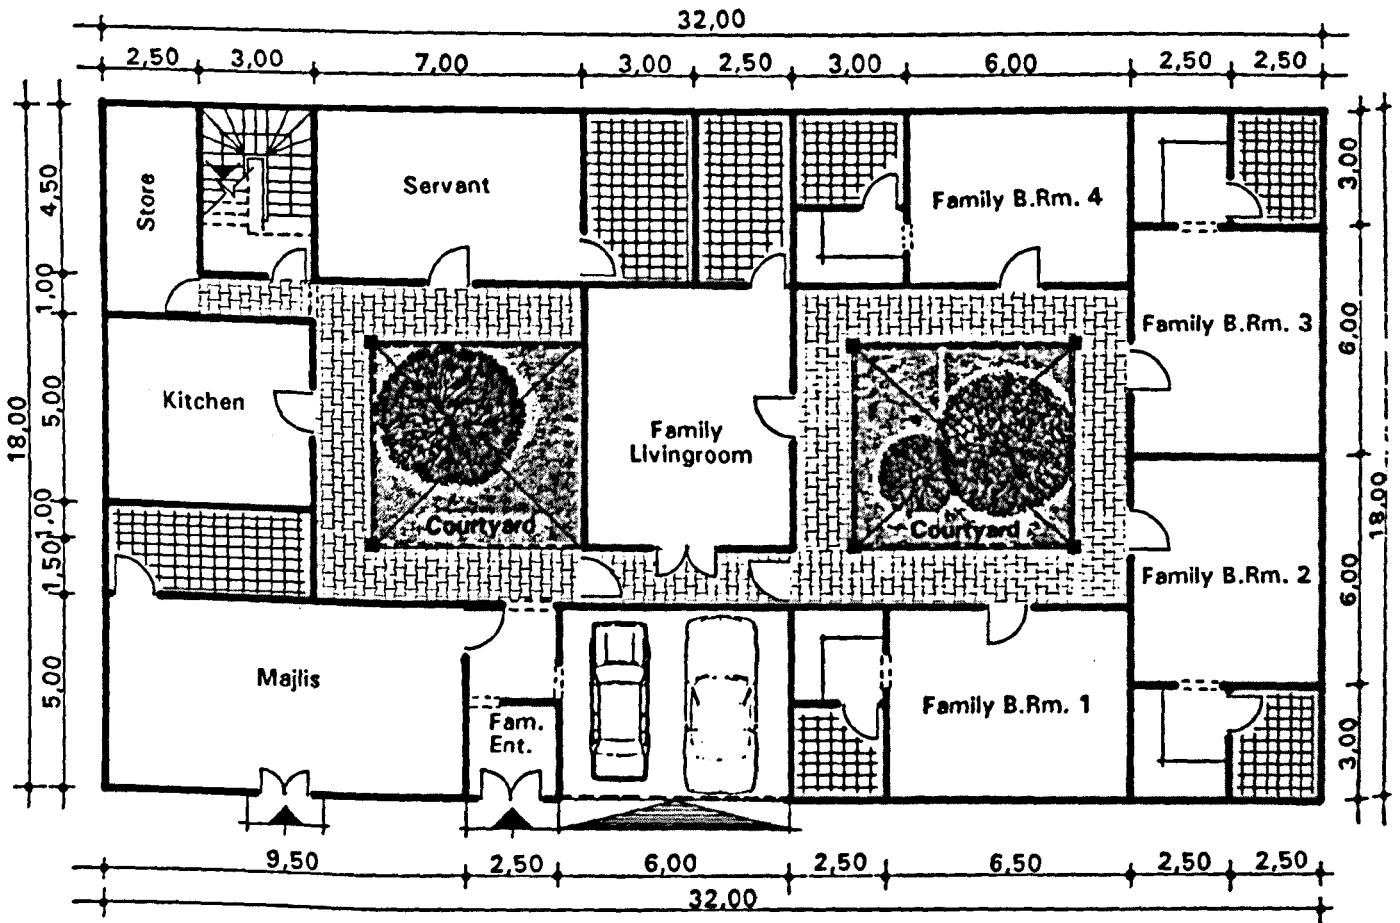 32,00
2,50 3,00 7,00 3,00 2,50 3,00 6,00 2,50 2,50
18,00
4,50
1,00
5,00
1,00
1,50
5,00
Store
Servant
Family B.Rm. 4
Family B.Rm. 3
Kitchen
Family
Livingroom
Courtyard
Courtyard
Family B.Rm. 2
Majlis
Fam.
Ent.
Family B.Rm. 1
3,00
6,00
6,00
3,00
18,00
9,50 2,50 6,00 2,50 6,50 2,50 2,50
32,00